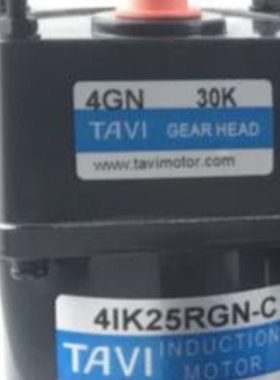 4GN 30K
TAVI GEAR HEAD
www.tavimotor.com
4IK25RGN-C
TAVI INDUCTION
MOTOR